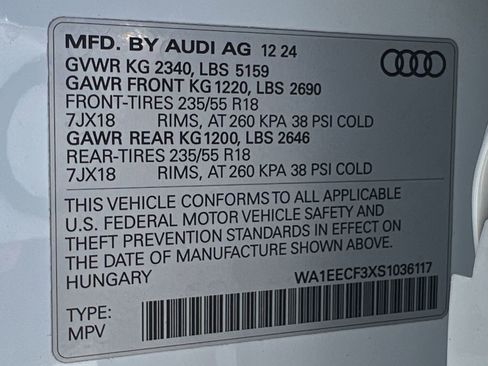 MFD. BY AUDI AG 12 24
GVWR KG 2340, LBS 5159
GAWR FRONT KG 1220, LBS 2690
FRONT-TIRES 235/55 R18
7JX18 RIMS, AT 260 KPA 38 PSI COLD
GAWR REAR KG 1200, LBS 2646
REAR-TIRES 235/55 R18
7JX18 RIMS, AT 260 KPA 38 PSI COLD
THIS VEHICLE CONFORMS TO ALL APPLICABLE
U.S. FEDERAL MOTOR VEHICLE SAFETY AND
THEFT PREVENTION STANDARDS IN EFFECT ON
THE DATE OF MANUFACTURE SHOWN ABOVE.
HUNGARY WA1EECF3XS1036117
TYPE:
MPV